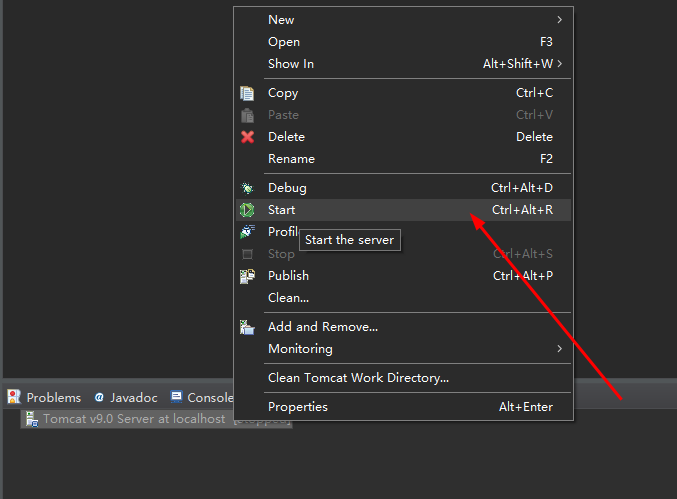 New
Open F3
Show In Alt+Shift+W
Copy Ctrl+C
Paste Ctrl+V
Delete Delete
Rename F2
Debug Ctrl+Alt+D
Start Ctrl+Alt+R
Profil
Start the server
Stop Ctrl+Alt+S
Publish Ctrl+Alt+P
Clean...
Add and Remove...
Monitoring
Clean Tomcat Work Directory...
Properties Alt+Enter
Problems @ Javadoc Console
Tomcat v9.0 Server at localhost